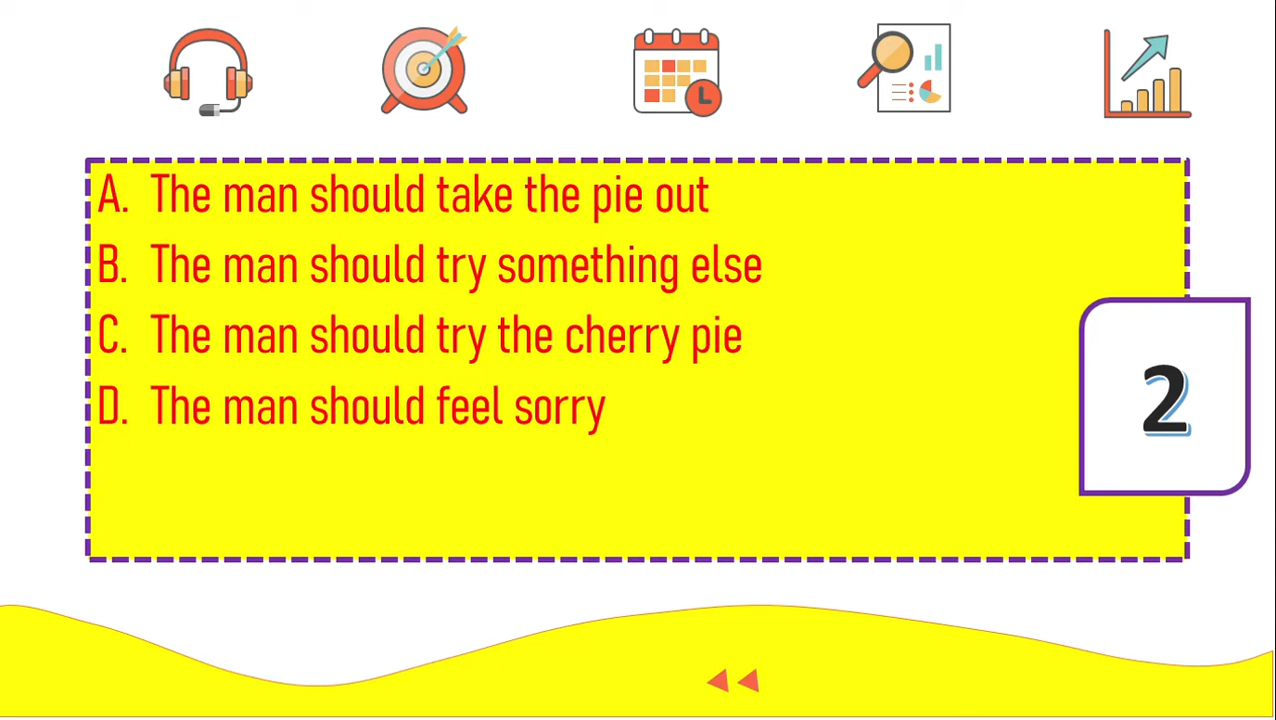 A. The man should take the pie out
B. The man should try something else
C. The man should try the cherry pie
D. The man should feel sorry
2